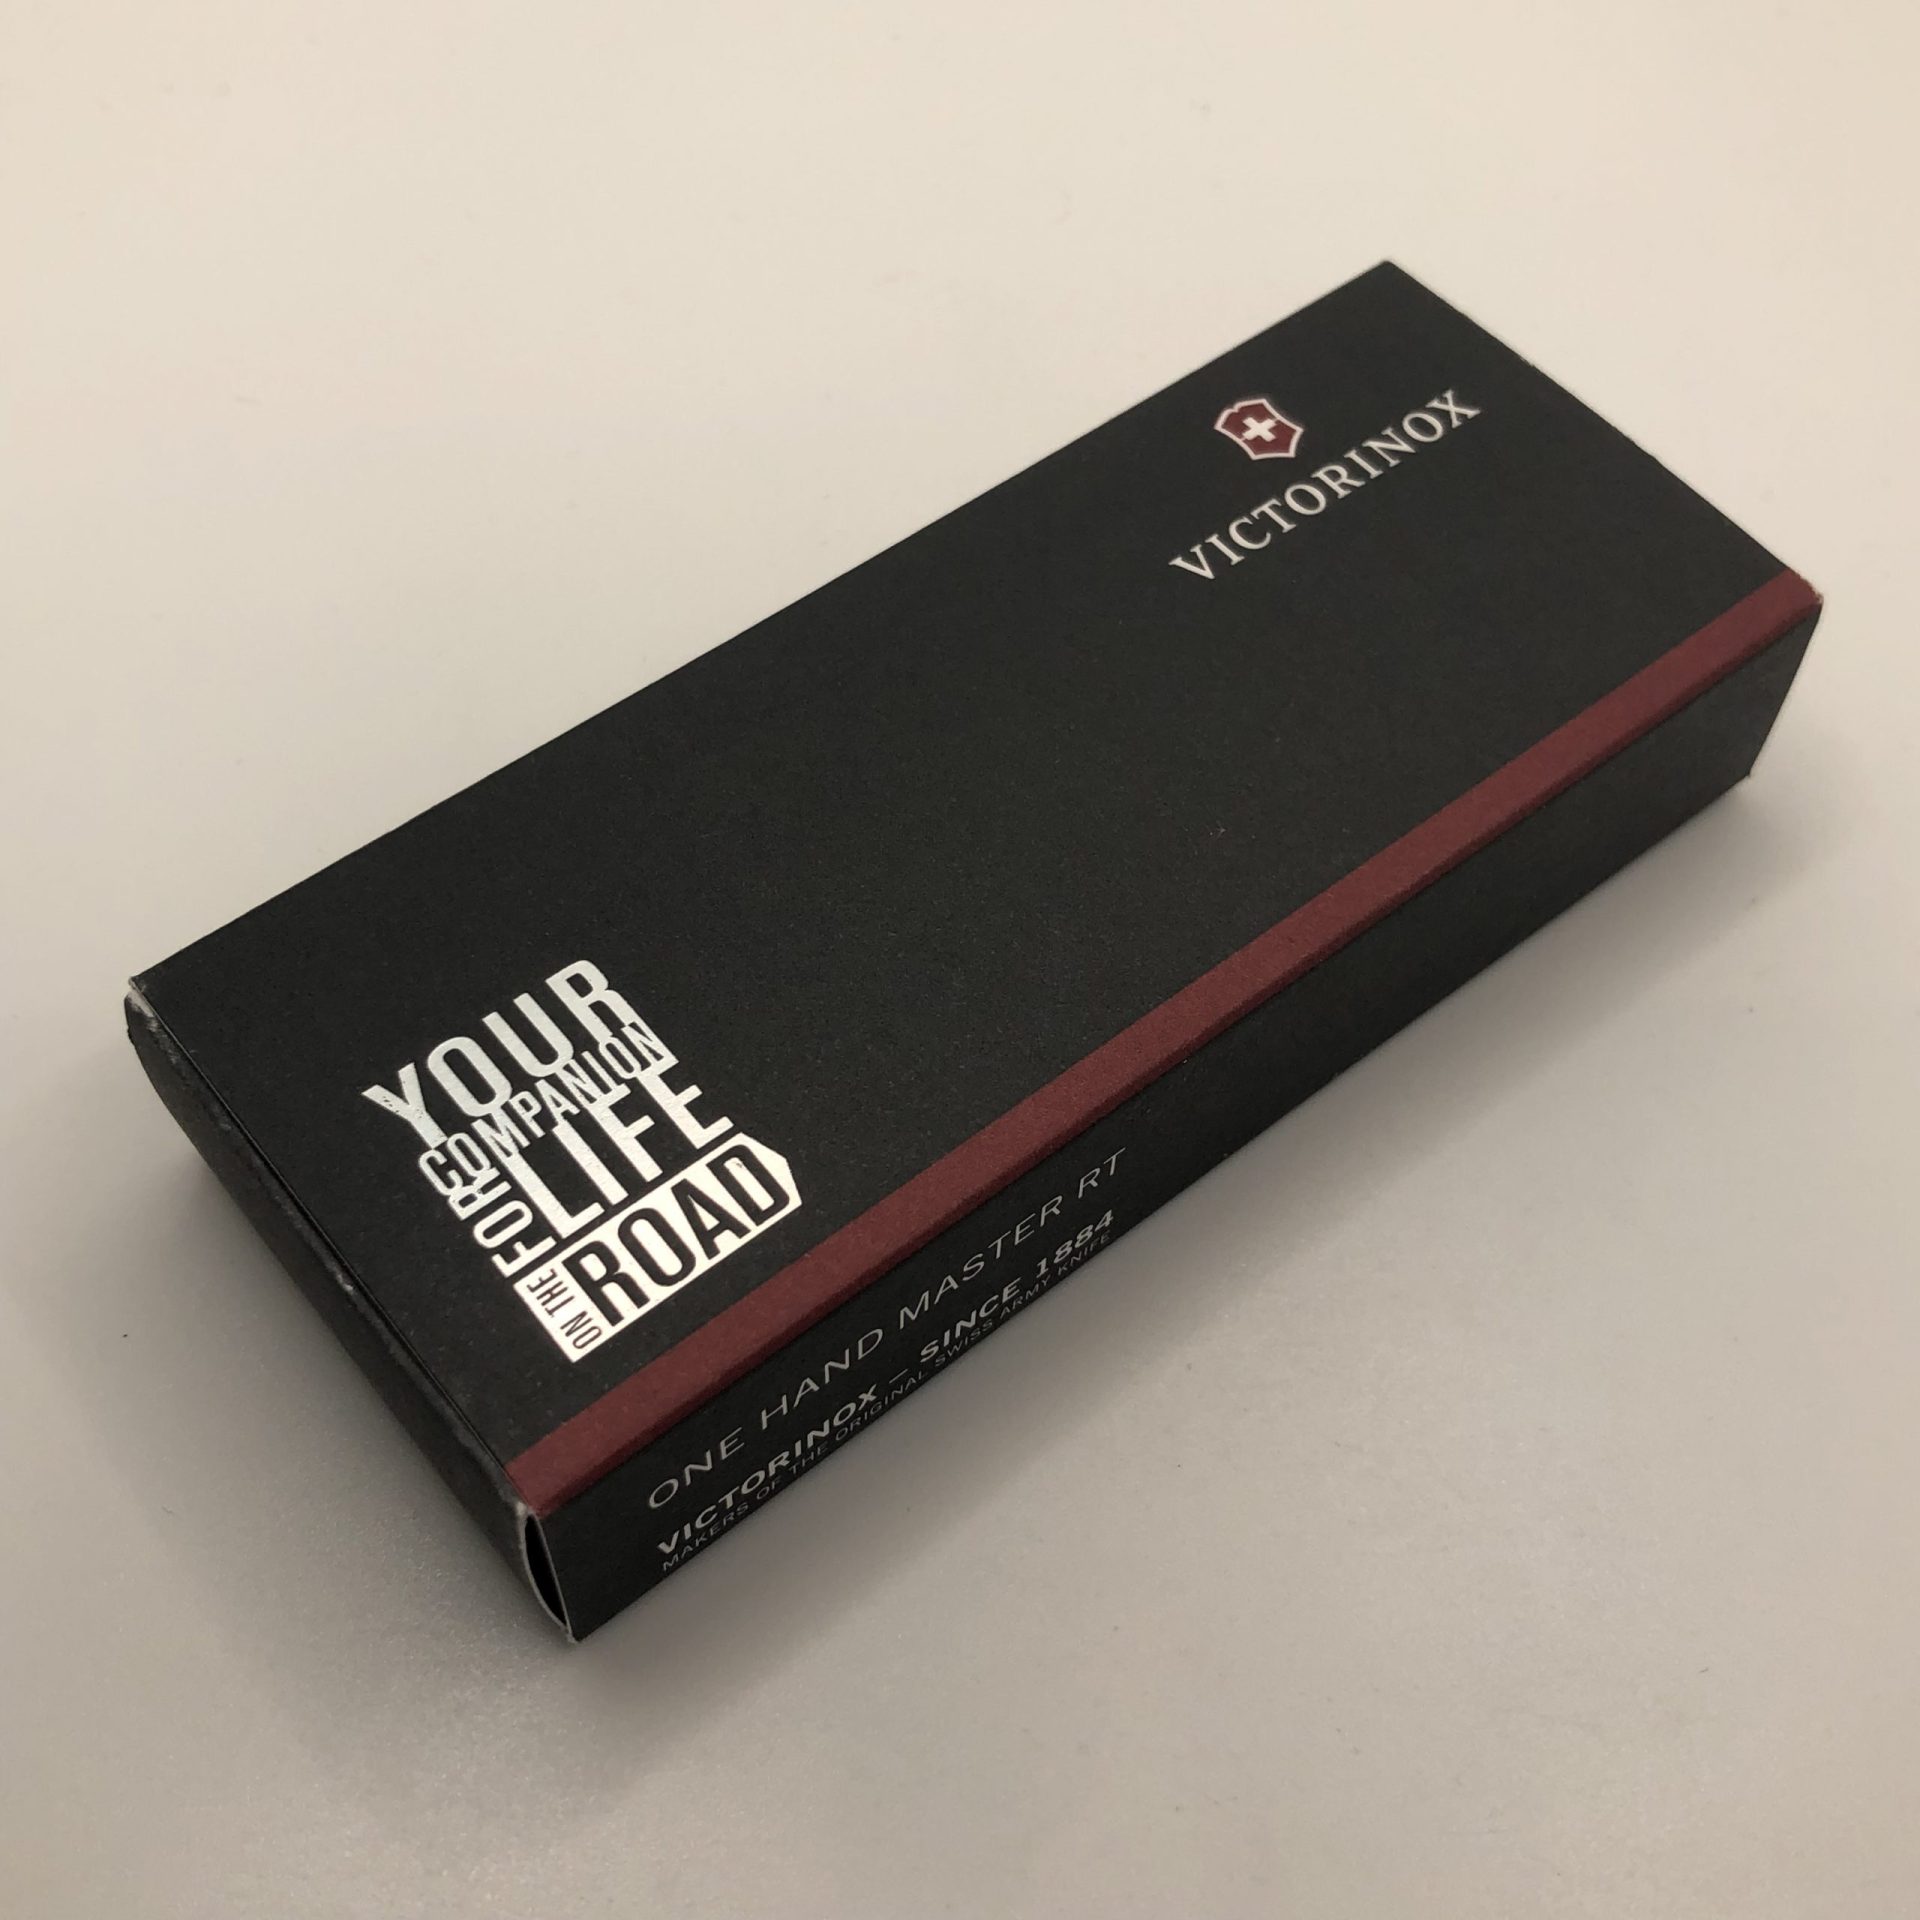 VICTORINOX
YOUR
COMPANION
FOR LIFE
ON THE ROAD
ONE HAND MASTER RT
VICTORINOX – SINCE 1884
MAKERS OF THE ORIGINAL SWISS ARMY KNIFE